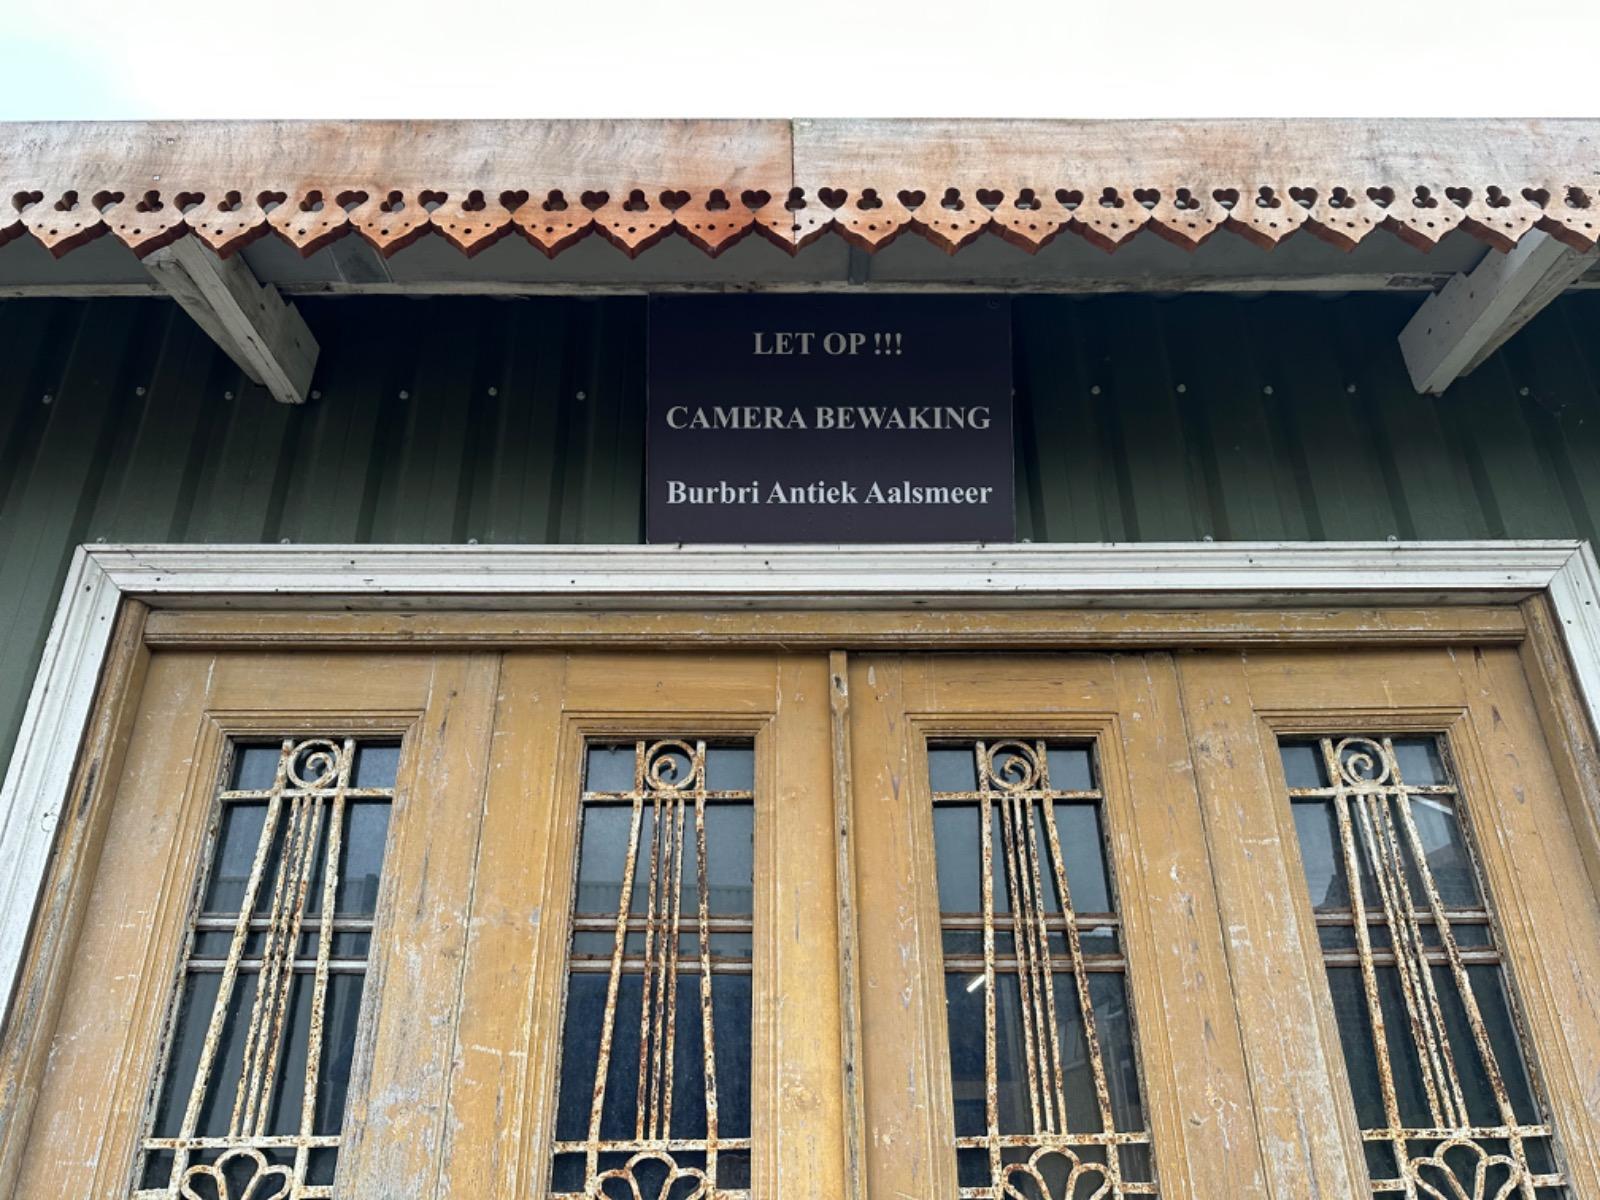 LET OP !!!
CAMERA BEWAKING
Burbri Antiek Aalsmeer